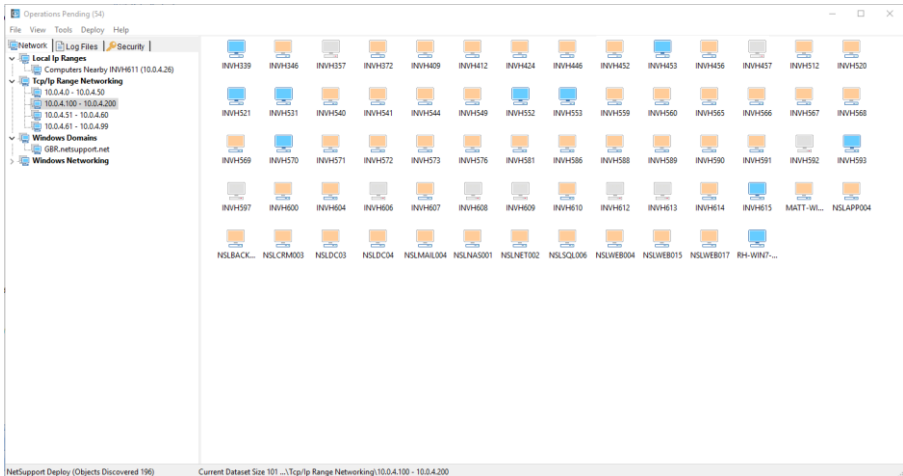 Operations Pending (54)
File View Tools Deploy Help
Network Log Files Security
Local Ip Ranges
Computers Nearby INVH611 (10.0.4.26)
Tcp/Ip Range Networking
10.0.4.0 - 10.0.4.50
10.0.4.100 - 10.0.4.200
10.0.4.51 - 10.0.4.60
10.0.4.61 - 10.0.4.99
Windows Domains
GBR.netsupport.net
Windows Networking
INVH339 INVH346 INVH357 INVH372 INVH409 INVH412 INVH424 INVH446 INVH452 INVH453 INVH456 INVH457 INVH512 INVH520
INVH521 INVH531 INVH540 INVH541 INVH544 INVH549 INVH552 INVH553 INVH559 INVH560 INVH565 INVH566 INVH567 INVH568
INVH569 INVH570 INVH571 INVH572 INVH573 INVH576 INVH581 INVH586 INVH588 INVH589 INVH590 INVH591 INVH592 INVH593
INVH597 INVH600 INVH604 INVH606 INVH607 INVH608 INVH609 INVH610 INVH612 INVH613 INVH614 INVH615 MATT-WI... NSLAPP004
NSLBACK... NSLCRM003 NSLDC03 NSLDC04 NSLMAIL004 NSLNAS001 NSLNET002 NSLSQL006 NSLWEB004 NSLWEB015 NSLWEB017 RH-WIN7-...
NetSupport Deploy (Objects Discovered 196) Current Dataset Size 101 ...\Tcp/Ip Range Networking\10.0.4.100 - 10.0.4.200